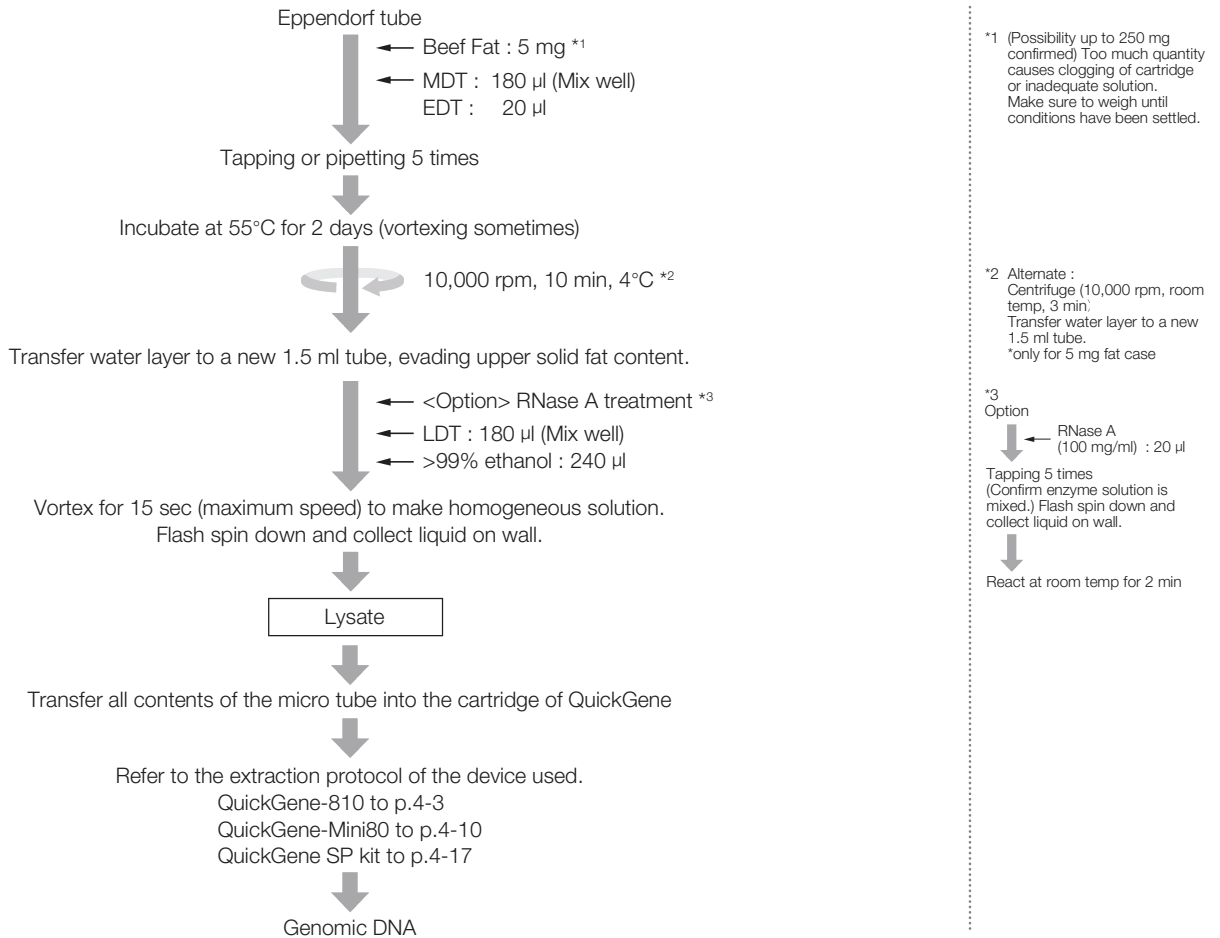 Eppendorf tube
Beef Fat : 5 mg *1
MDT : 180 µl (Mix well)
EDT : 20 µl
Tapping or pipetting 5 times
Incubate at 55°C for 2 days (vortexing sometimes)
10,000 rpm, 10 min, 4°C *2
Transfer water layer to a new 1.5 ml tube, evading upper solid fat content.
<Option> RNase A treatment *3
LDT : 180 µl (Mix well)
>99% ethanol : 240 µl
Vortex for 15 sec (maximum speed) to make homogeneous solution.
Flash spin down and collect liquid on wall.
Lysate
Transfer all contents of the micro tube into the cartridge of QuickGene
Refer to the extraction protocol of the device used.
QuickGene-810 to p.4-3
QuickGene-Mini80 to p.4-10
QuickGene SP kit to p.4-17
Genomic DNA
*1 (Possibility up to 250 mg
confirmed) Too much quantity
causes clogging of cartridge
or inadequate solution.
Make sure to weigh until
conditions have been settled.
*2 Alternate :
Centrifuge (10,000 rpm, room
temp, 3 min)
Transfer water layer to a new
1.5 ml tube.
*only for 5 mg fat case
*3
Option
RNase A
(100 mg/ml) : 20 µl
Tapping 5 times
(Confirm enzyme solution is
mixed.) Flash spin down and
collect liquid on wall.
React at room temp for 2 min